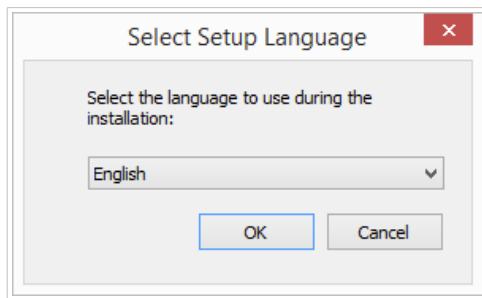 Select Setup Language
Select the language to use during the
installation:
English
OK
Cancel